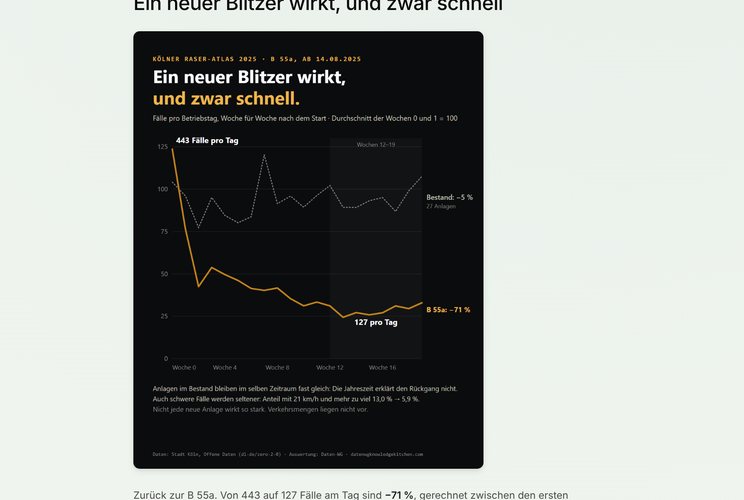 Ein neuer Blitzer wirkt, und zwar schnell
KÖLNER RASER-ATLAS 2025 · B 55a, AB 14.08.2025
Ein neuer Blitzer wirkt,
und zwar schnell.
Fälle pro Betriebstag, Woche für Woche nach dem Start · Durchschnitt der Wochen 0 und 1 = 100
443 Fälle pro Tag
Wochen 12–19
125
100
75
50
25
0
Bestand: −5 %
27 Anlagen
B 55a: −71 %
127 pro Tag
Woche 0
Woche 4
Woche 8
Woche 12
Woche 16
Anlagen im Bestand bleiben im selben Zeitraum fast gleich: Die Jahreszeit erklärt den Rückgang nicht.
Auch schwere Fälle werden seltener: Anteil mit 21 km/h und mehr zu viel 13,0 % → 5,9 %.
Nicht jede neue Anlage wirkt so stark. Verkehrsmengen liegen nicht vor.
Daten: Stadt Köln, Offene Daten (dl-de/zero-2-0) · Auswertung: Daten-WG · datenwgknowledgekitchen.com
Zurück zur B 55a. Von 443 auf 127 Fälle am Tag sind −71 %, gerechnet zwischen den ersten